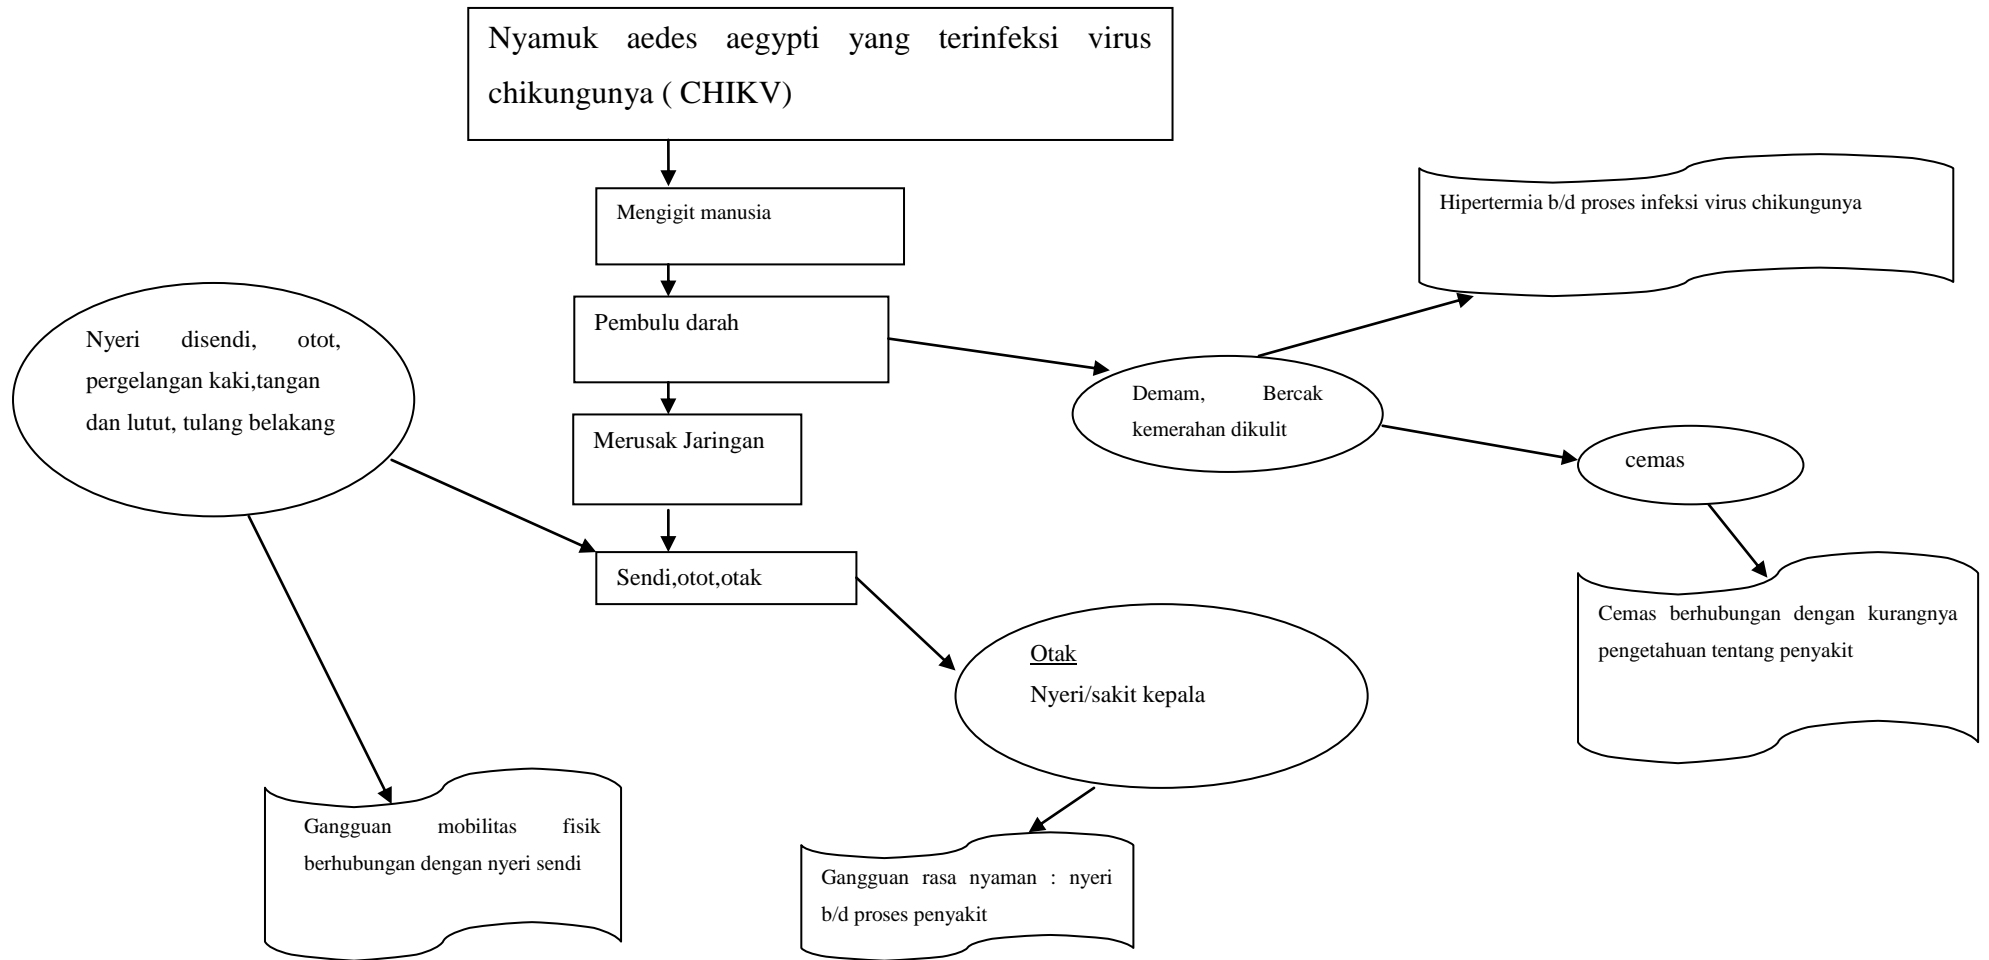 Nyamuk aedes aegypti yang terinfeksi virus
chikungunya ( CHIKV)
Mengigit manusia
Hipertermia b/d proses infeksi virus chikungunya
Pembulu darah
Nyeri disendi, otot,
pergelangan kaki,tangan
dan lutut, tulang belakang
Demam, Bercak
kemerahan dikulit
Merusak Jaringan
cemas
Sendi,otot,otak
Cemas berhubungan dengan kurangnya
pengetahuan tentang penyakit
Otak
Nyeri/sakit kepala
Gangguan mobilitas fisik
berhubungan dengan nyeri sendi
Gangguan rasa nyaman : nyeri
b/d proses penyakit